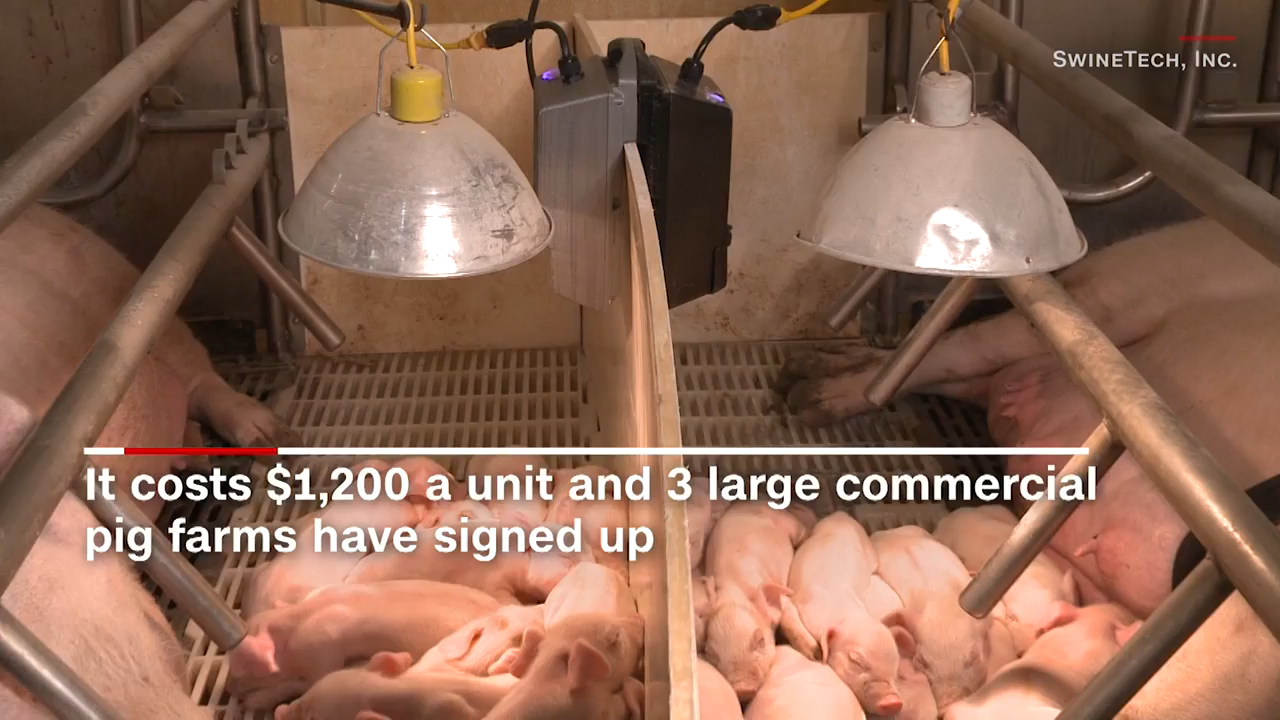 SWINETECH, INC.
It costs $1,200 a unit and 3 large commercial
pig farms have signed up